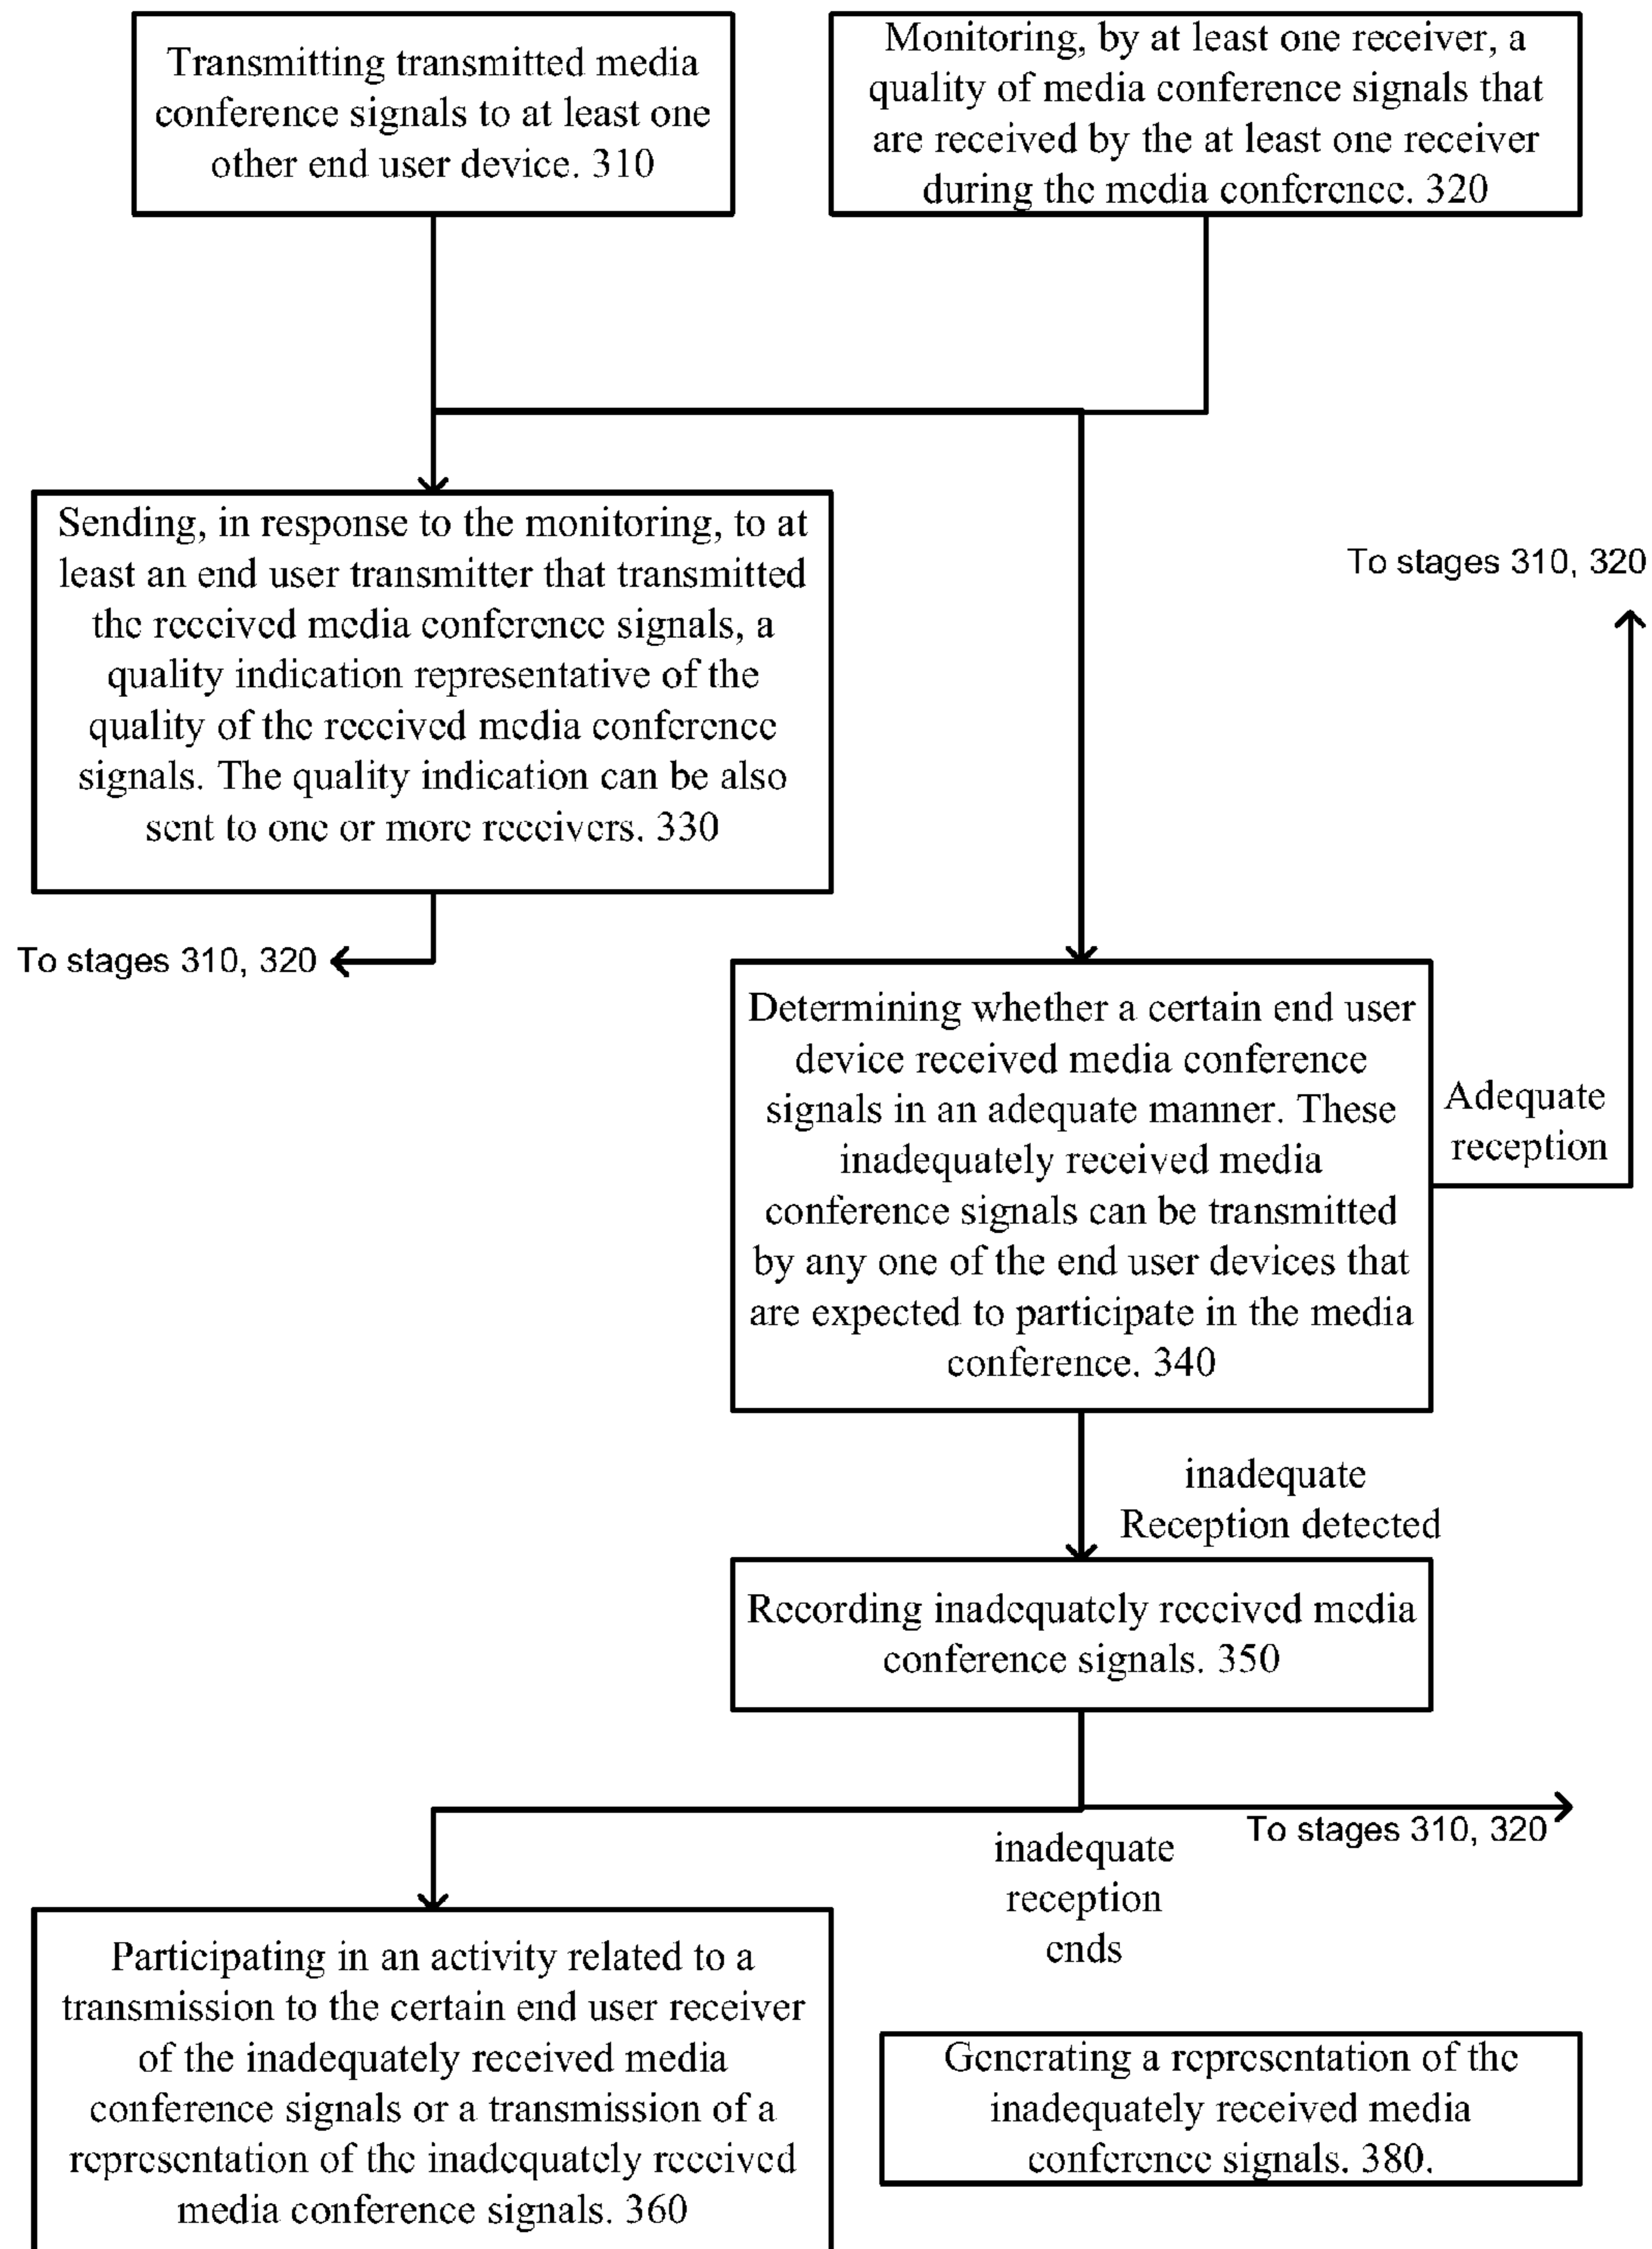 Transmitting transmitted media
conference signals to at least one
other end user device. 310
Monitoring, by at least one receiver, a
quality of media conference signals that
are received by the at least one receiver
during the media conference. 320
Sending, in response to the monitoring, to at
least an end user transmitter that transmitted
the received media conference signals, a
quality indication representative of the
quality of the received media conference
signals. The quality indication can be also
sent to one or more receivers. 330
To stages 310, 320
To stages 310, 320
Determining whether a certain end user
device received media conference
signals in an adequate manner. These
inadequately received media
conference signals can be transmitted
by any one of the end user devices that
are expected to participate in the media
conference. 340
Adequate
reception
inadequate
Reception detected
Recording inadequately received media
conference signals. 350
To stages 310, 320
inadequate
reception
ends
Participating in an activity related to a
transmission to the certain end user receiver
of the inadequately received media
conference signals or a transmission of a
representation of the inadequately received
media conference signals. 360
Generating a representation of the
inadequately received media
conference signals. 380.